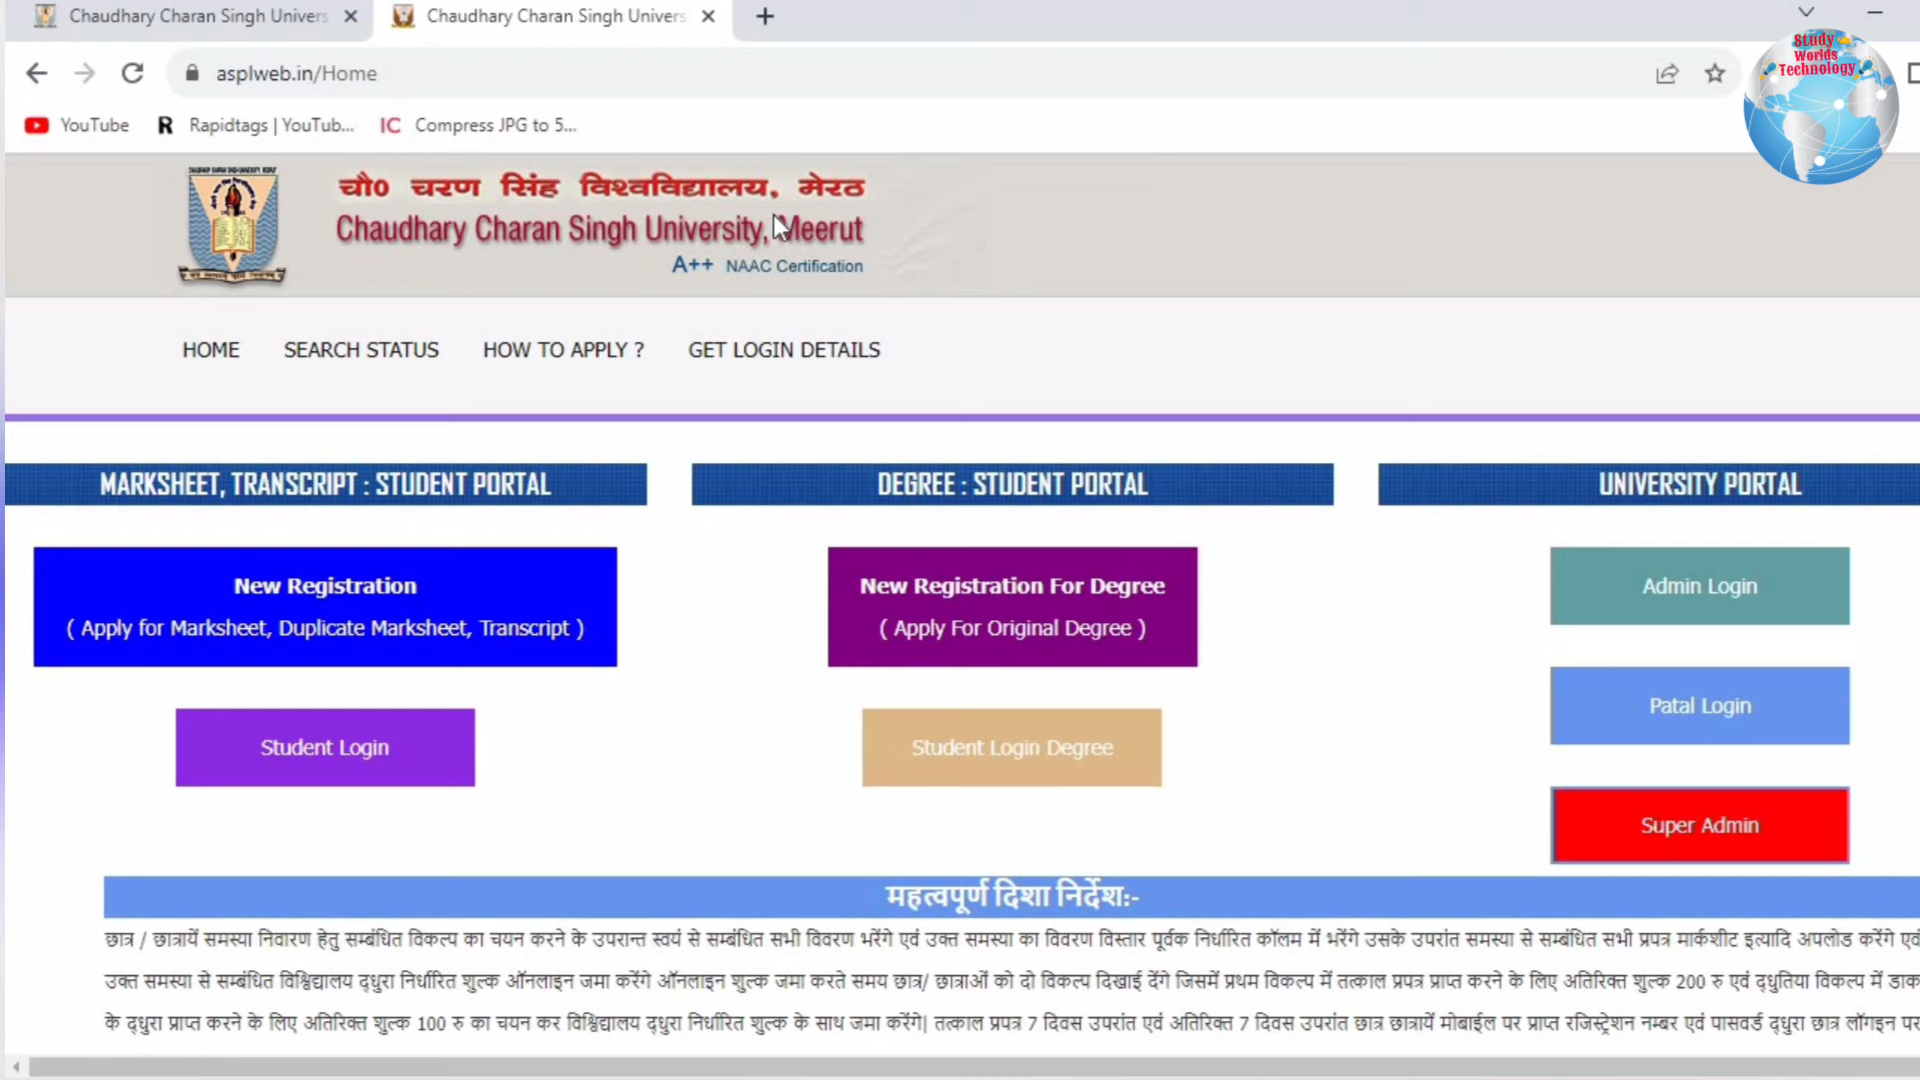 Chaudhary Charan Singh Univers
Chaudhary Charan Singh Univers
Study
Worlds
Technology
asplweb.in/Home
YouTube
R Rapidtags | YouTub...
IC Compress JPG to 5...
चौ0 चरण सिंह विश्वविद्यालय, मेरठ
Chaudhary Charan Singh University, Meerut
A++ NAAC Certification
HOME SEARCH STATUS HOW TO APPLY ? GET LOGIN DETAILS
MARKSHEET, TRANSCRIPT : STUDENT PORTAL
New Registration
( Apply for Marksheet, Duplicate Marksheet, Transcript )
Student Login
DEGREE : STUDENT PORTAL
New Registration For Degree
( Apply For Original Degree )
Student Login Degree
UNIVERSITY PORTAL
Admin Login
Patal Login
Super Admin
महत्वपूर्ण दिशा निर्देश:-
छात्र / छात्रायें समस्या निवारण हेतु सम्बंधित विकल्प का चयन करने के उपरान्त स्वयं से सम्बंधित सभी विवरण भरेंगे एवं उक्त समस्या का विवरण विस्तार पूर्वक निर्धारित कॉलम में भरेंगे उसके उपरांत समस्या से सम्बंधित सभी प्रपत्र मार्कशीट इत्यादि अपलोड करेंगे एवं
उक्त समस्या से सम्बंधित विश्विद्यालय द्धुरा निर्धारित शुल्क ऑनलाइन जमा करेंगे ऑनलाइन शुल्क जमा करते समय छात्र/ छात्राओं को दो विकल्प दिखाई देंगे जिसमें प्रथम विकल्प में तत्काल प्रपत्र प्राप्त करने के लिए अतिरिक्त शुल्क 200 रु एवं द्धुतिया विकल्प में डाक
के द्धुरा प्राप्त करने के लिए अतिरिक्त शुल्क 100 रु का चयन कर विश्विद्यालय द्धुरा निर्धारित शुल्क के साथ जमा करेंगे| तत्काल प्रपत्र 7 दिवस उपरांत एवं अतिरिक्त 7 दिवस उपरांत छात्र छात्रायें मोबाईल पर प्राप्त रजिस्ट्रेशन नम्बर एवं पासवर्ड द्धुरा छात्र लॉगइन पर